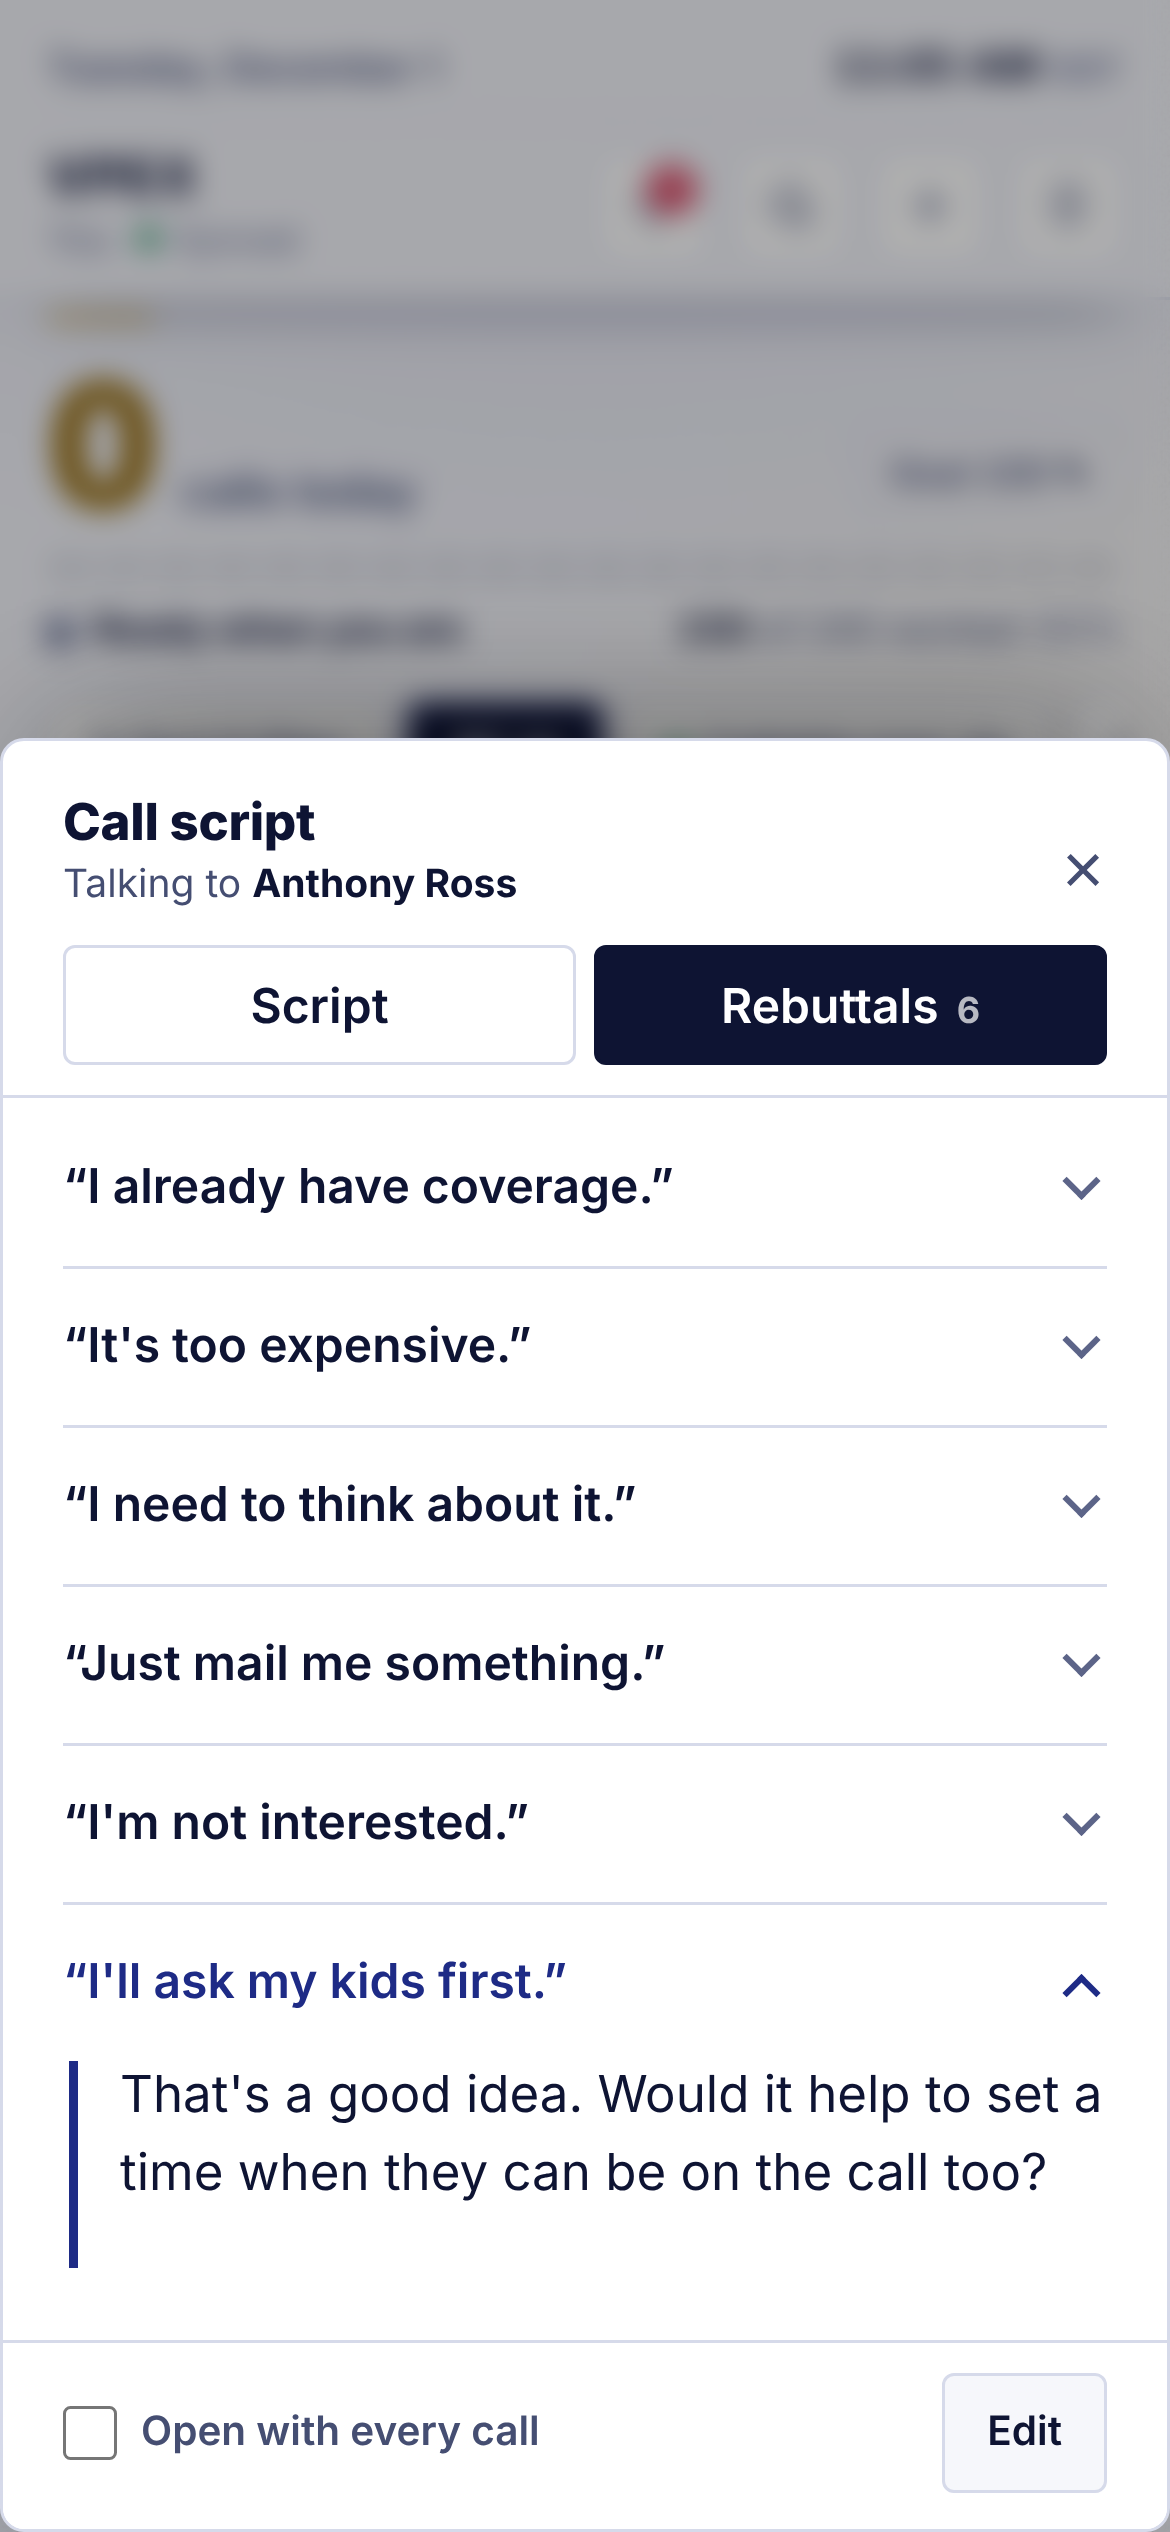 0
Call script
Talking to Anthony Ross
Script
Rebuttals 6
“I already have coverage.”
“It's too expensive.”
“I need to think about it.”
“Just mail me something.”
“I'm not interested.”
“I'll ask my kids first.”
That's a good idea. Would it help to set a
time when they can be on the call too?
Open with every call
Edit